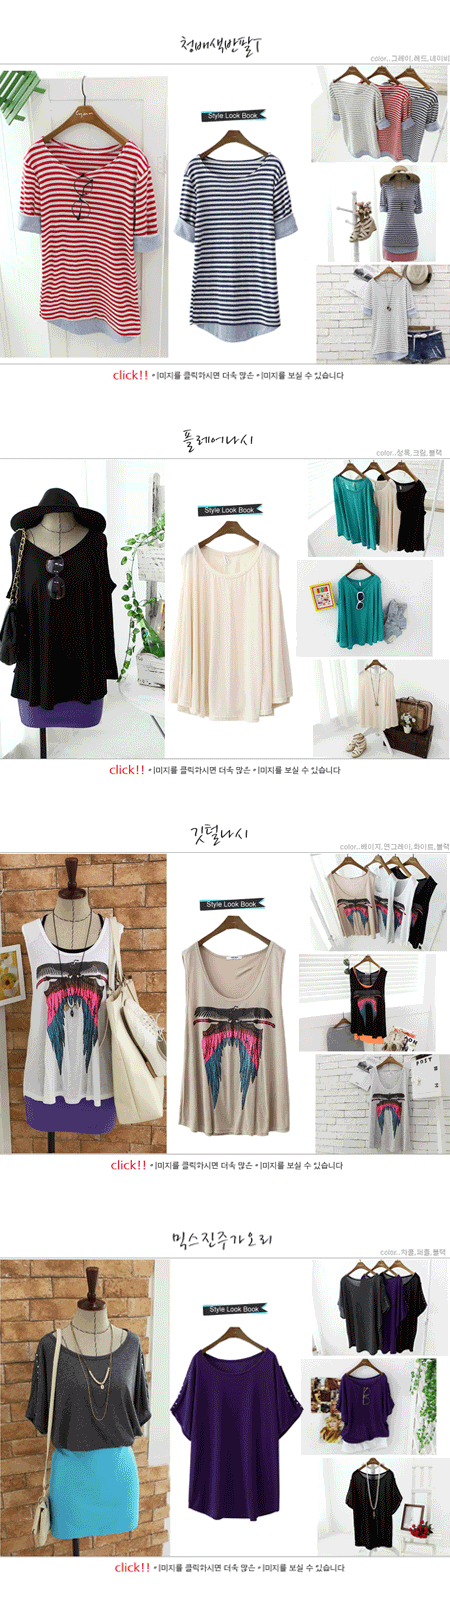 청배색반팔T
color..그레이,레드,네이비
Style Look Book
click!! 이미지를 클릭하시면 더욱 많은 이미지를 보실 수 있습니다
플레어나시
color..청록,크림,블랙
Style Look Book
click!! 이미지를 클릭하시면 더욱 많은 이미지를 보실 수 있습니다
깃털나시
color..베이지,연그레이,화이트,블랙
Style Look Book
click!! 이미지를 클릭하시면 더욱 많은 이미지를 보실 수 있습니다
믹스진주가오리
color..차콜,퍼플,블랙
Style Look Book
click!! 이미지를 클릭하시면 더욱 많은 이미지를 보실 수 있습니다